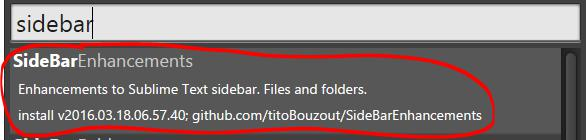 sidebar
SideBarEnhancements
Enhancements to Sublime Text sidebar. Files and folders.
install v2016.03.18.06.57.40; github.com/titoBouzout/SideBarEnhancements